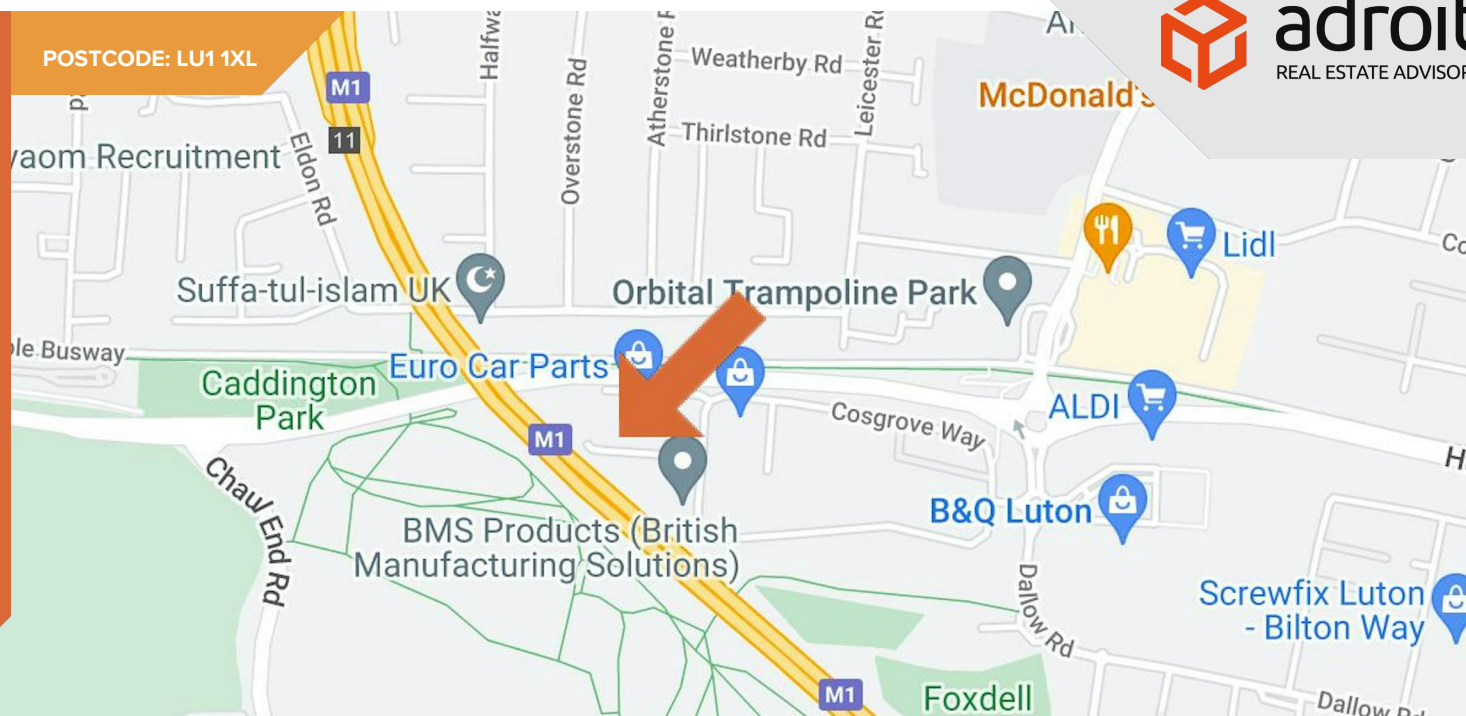 POSTCODE: LU1 1XL
adroit
REAL ESTATE ADVISOR
M1
11
Eldon Rd
Overstone Rd
Atherstone
Weatherby Rd
Thirlstone Rd
Leicester
McDonald's
Recruitment
Suffa-tul-islam UK
Orbital Trampoline Park
Lidl
Busway
Caddington
Park
Euro Car Parts
Cosgrove Way
ALDI
M1
Chaul End Rd
BMS Products (British
Manufacturing Solutions)
B&Q Luton
Dallow Rd
Screwfix Luton
- Bilton Way
M1
Foxdell
Dallow